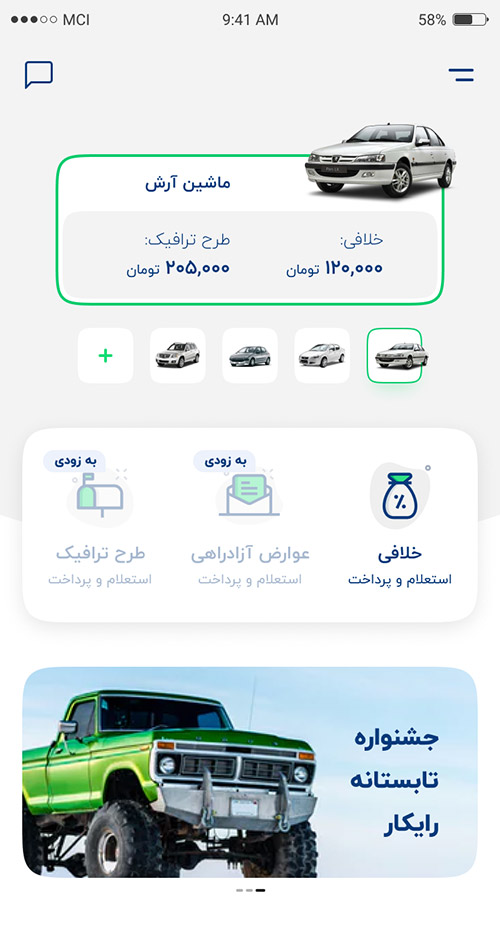 MCI 9:41 AM 58%
ماشین آرش
خلافی: طرح ترافیک:
۱۲۰,۰۰۰ تومان ۲۰۵,۰۰۰ تومان
+
به زودی به زودی
خلافی عوارض آزادراهی طرح ترافیک
استعلام و پرداخت استعلام و پرداخت استعلام و پرداخت
جشنواره
تابستانه
رایکار